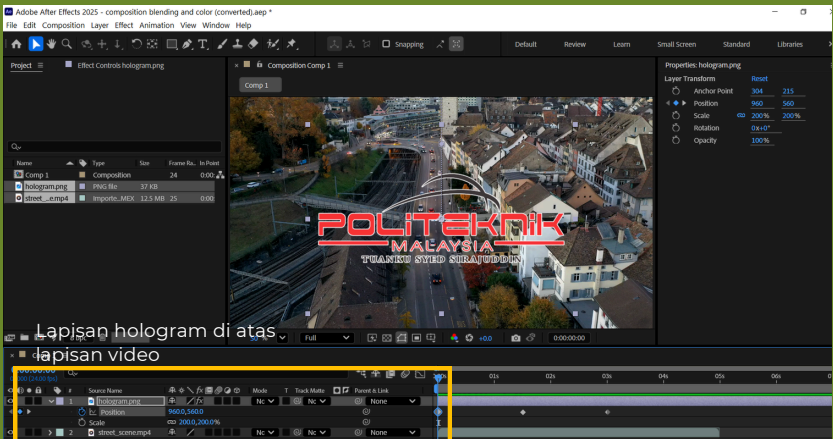 Adobe After Effects 2025 - composition blending and color (converted).aep *
File Edit Composition Layer Effect Animation View Window Help
Snapping
Default Review Learn Small Screen Standard Libraries
Project
Effect Controls hologram.png
Composition Comp 1
Comp 1
Name Type Size Frame Ra.. In Point
Comp 1 Composition 24 0:00:
hologram.png PNG file 37 KB
street_...e.mp4 Importe..MEX 12.5 MB 25 0:00
POLITEKNIK
MALAYSIA
TUANKU SYED SIRAJUDDIN
Full
+0.0
0:00:00:00
Properties: hologram.png
Layer Transform Reset
Anchor Point 304 215
Position 960 560
Scale 200% 200%
Rotation 0x+0°
Opacity 100%
Lapisan hologram di atas
lapisan video
01s 02s 03s 04s 05s 06s
# Source Name Mode T Track Matte Parent & Link
1 hologram.png No None
Position 960.0,560.0
Scale 200.0,200.0%
2 street_scene.mp4 None